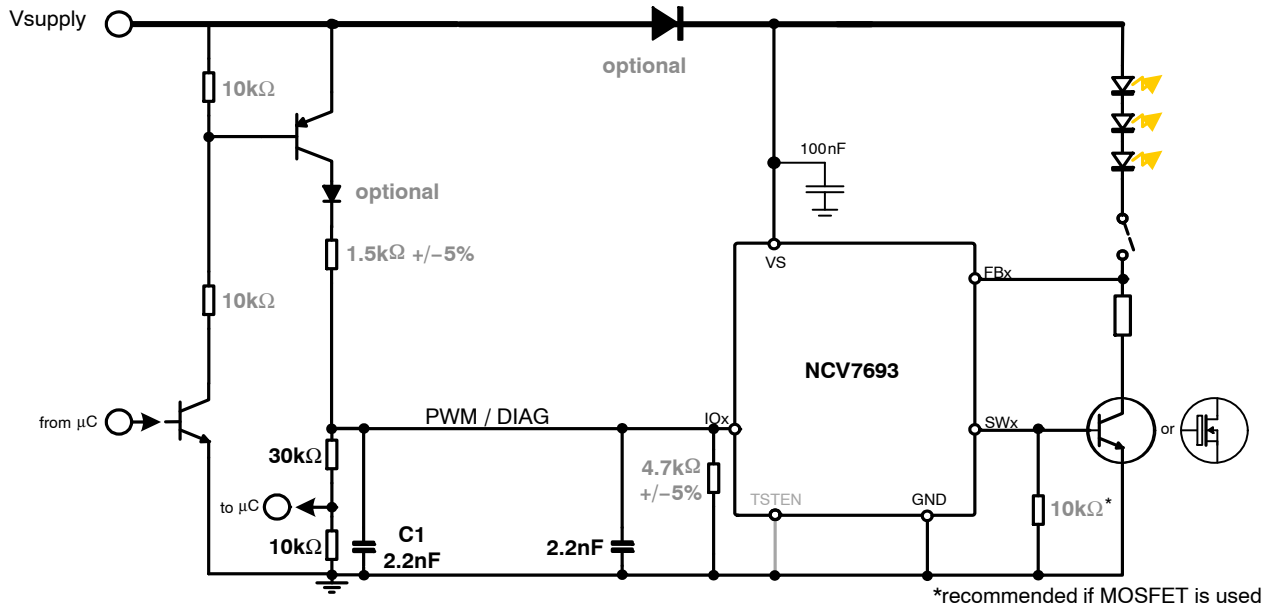 Vsupply
optional
10kΩ
100nF
optional
1.5kΩ +/−5%
VS
FBx
10kΩ
NCV7693
from μC
PWM / DIAG
IOx
SWx
or
30kΩ
4.7kΩ
+/−5%
TSTEN
GND
to μC
10kΩ*
C1
2.2nF
10kΩ
2.2nF
*recommended if MOSFET is used